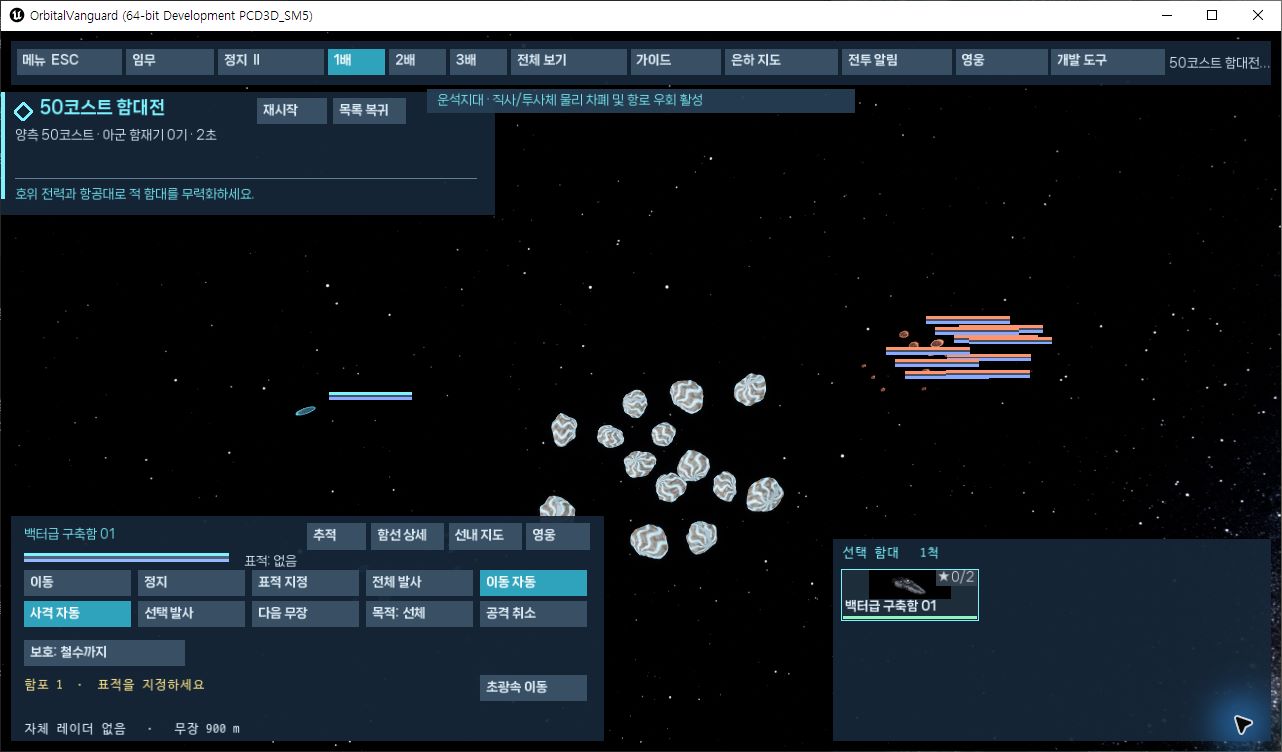 OrbitalVanguard (64-bit Development PCD3D_SM5)
메뉴 ESC 임무 정지 II 1배 2배 3배 전체 보기 가이드 은하 지도 전투 알림 영웅 개발 도구 50코스트 함대전...
50코스트 함대전 재시작 목록 복귀
운석지대 · 직사/투사체 물리 차폐 및 항로 우회 활성
양측 50코스트 · 아군 함재기 0기 · 2초
호위 전력과 항공대로 적 함대를 무력화하세요.
백터급 구축함 01 추적 함선 상세 선내 지도 영웅
표적: 없음
이동 정지 표적 지정 전체 발사 이동 자동
사격 자동 선택 발사 다음 무장 목적: 선체 공격 취소
보호: 철수까지
함포 1 · 표적을 지정하세요
초광속 이동
자체 레이더 없음 · 무장 900 m
선택 함대 1척
★0/2
백터급 구축함 01